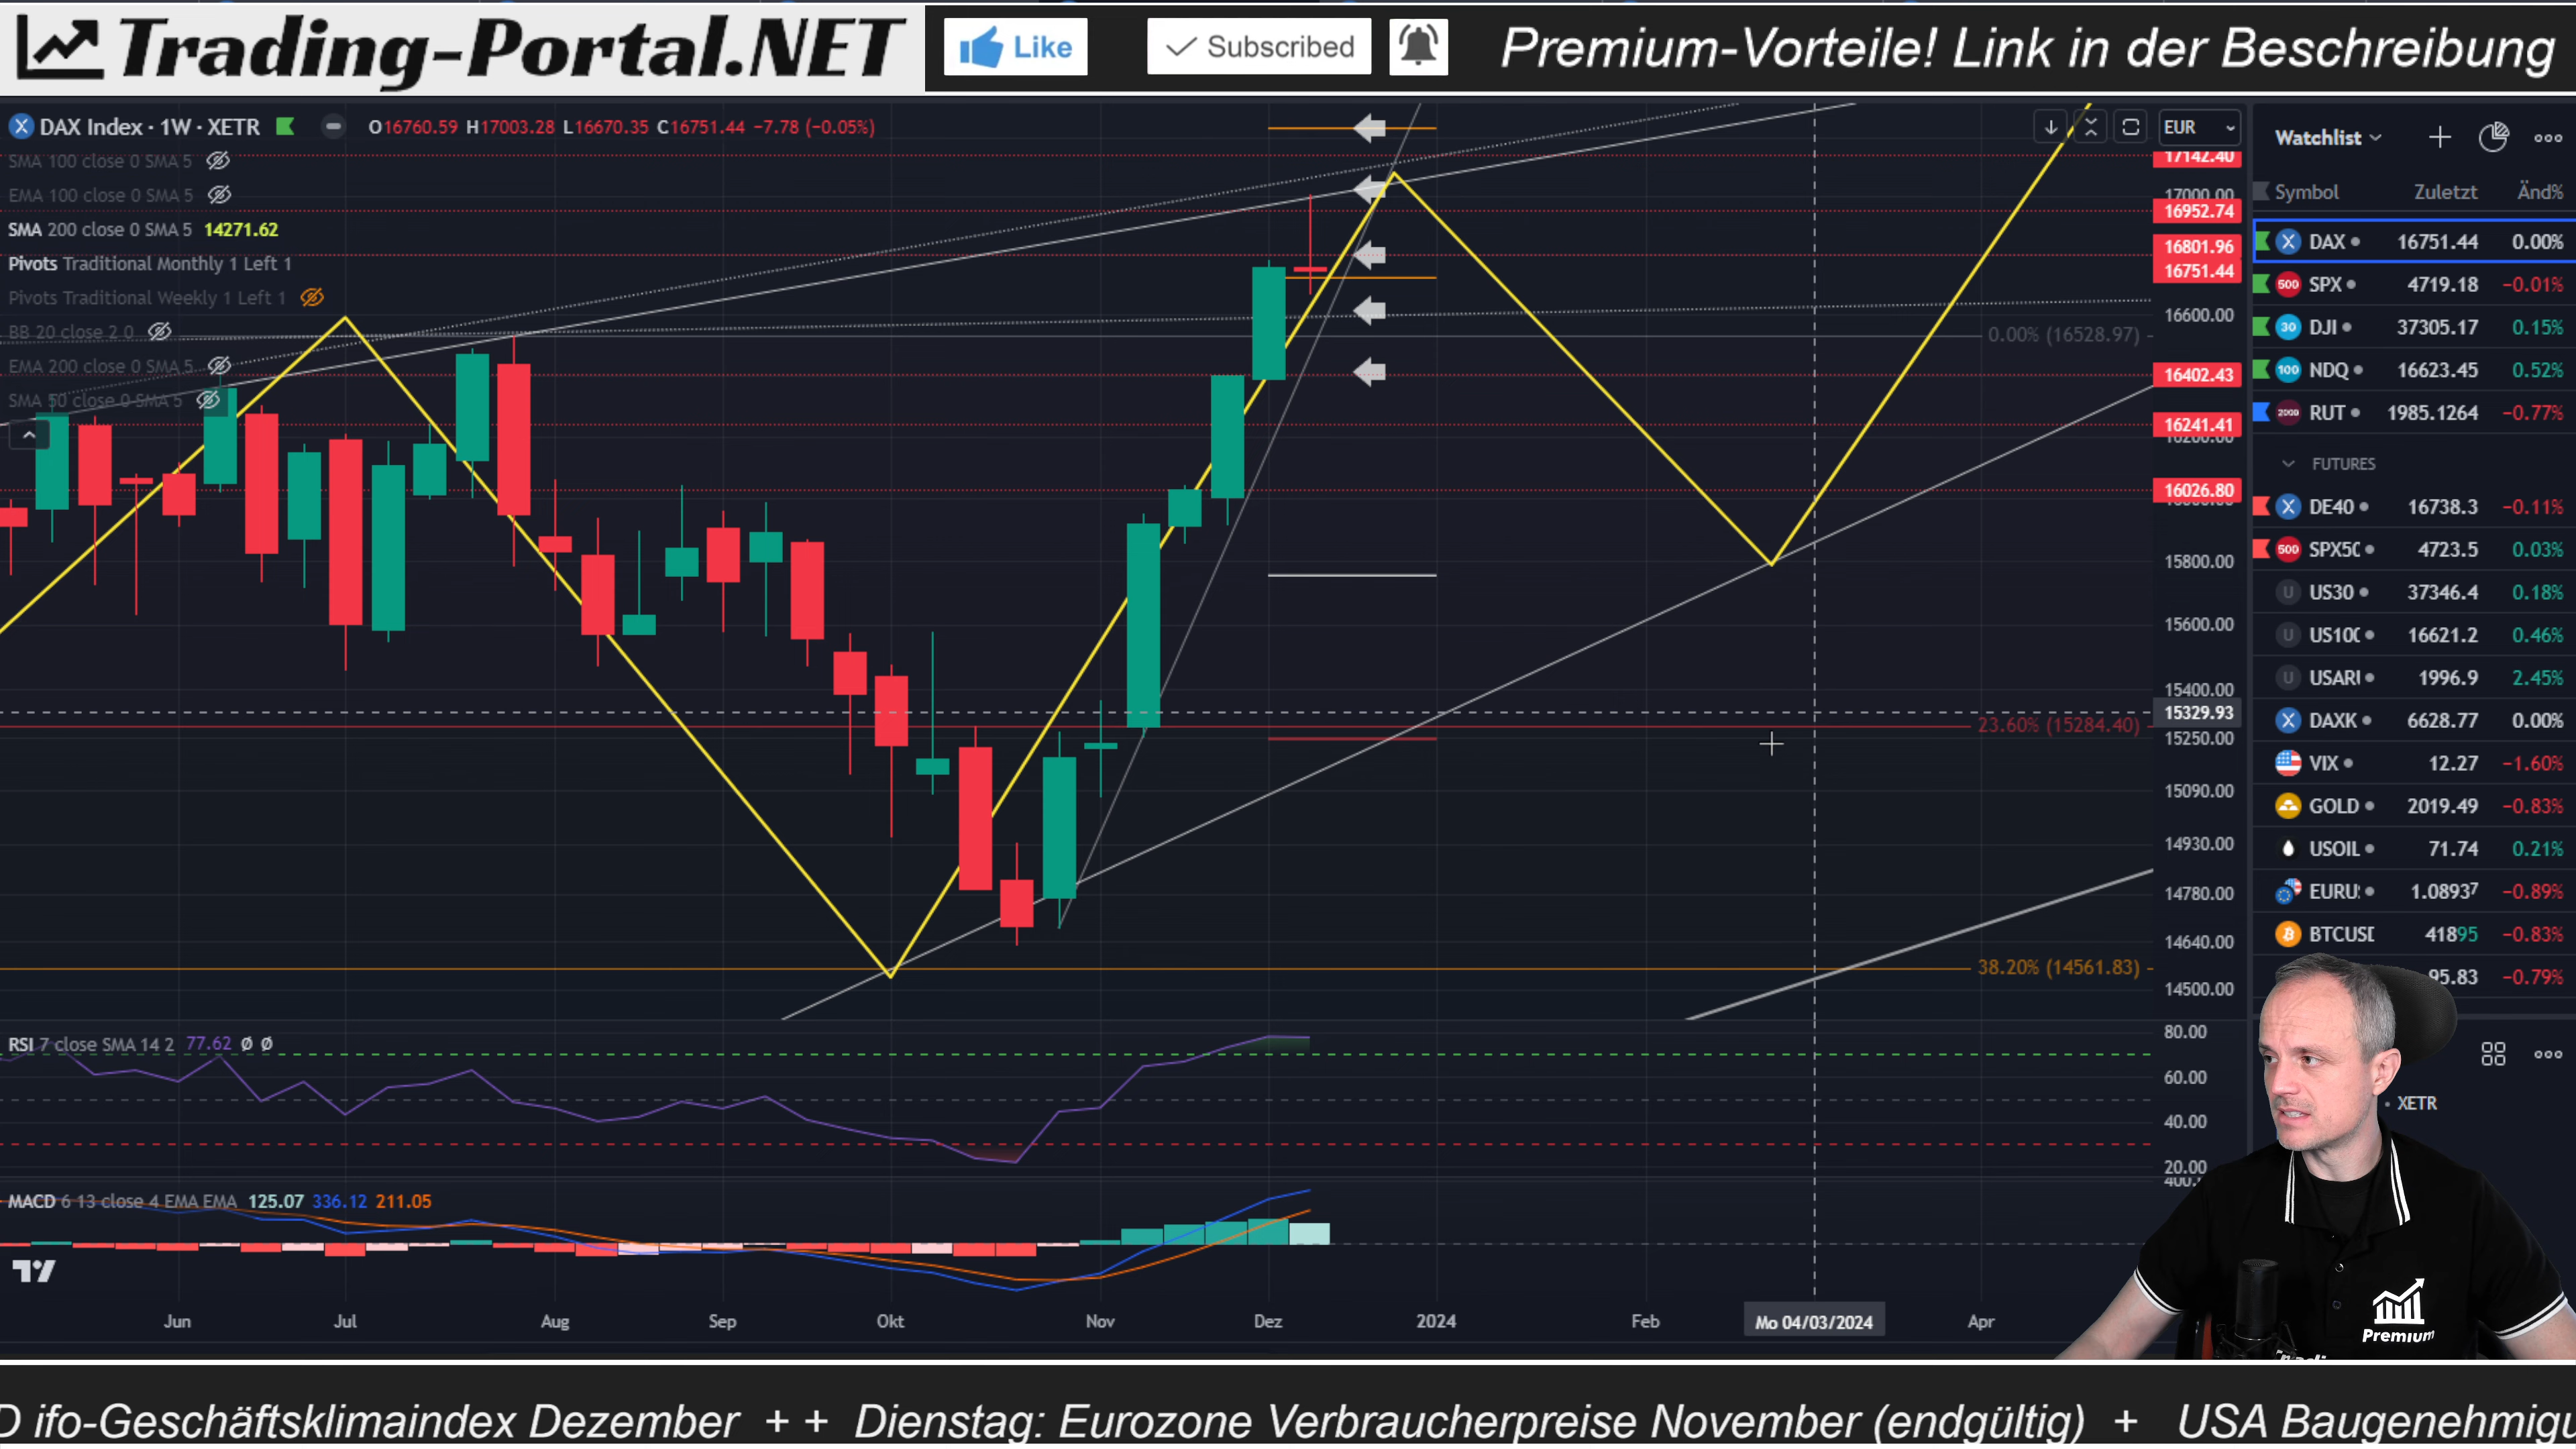 Trading-Portal.NET
Like
Subscribed
Premium-Vorteile! Link in der Beschreibung
DAX Index · 1W · XETR
O16760.59 H17003.28 L16670.35 C16751.44 −7.78 (−0.05%)
SMA 100 close 0 SMA 5
EMA 100 close 0 SMA 5
SMA 200 close 0 SMA 5 14271.62
Pivots Traditional Monthly 1 Left 1
Pivots Traditional Weekly 1 Left 1
BB 20 close 2 0
EMA 200 close 0 SMA 5
SMA 50 close 0 SMA 5
EUR
17142.40
17000.00
16952.74
16801.96
16751.44
16600.00
0.00% (16528.97)
16402.43
16241.41
16200.00
16026.80
15800.00
15600.00
15400.00
15329.93
23.60% (15284.40)
15250.00
15090.00
14930.00
14780.00
14640.00
38.20% (14561.83)
14500.00
RSI 7 close SMA 14 2 77.62 Ø Ø
80.00
60.00
40.00
20.00
MACD 6 13 close 4 EMA EMA 125.07 336.12 211.05
Jun Jul Aug Sep Okt Nov Dez 2024 Feb Mo 04/03/2024 Apr
Watchlist
Symbol Zuletzt Änd%
DAX 16751.44 0.00%
500 SPX 4719.18 −0.01%
30 DJI 37305.17 0.15%
100 NDQ 16623.45 0.52%
2000 RUT 1985.1264 −0.77%
FUTURES
DE40 16738.3 −0.11%
500 SPX50 4723.5 0.03%
U US30 37346.4 0.18%
U US100 16621.2 0.46%
U USARU 1996.9 2.45%
DAXK 6628.77 0.00%
VIX 12.27 −1.60%
GOLD 2019.49 −0.83%
USOIL 71.74 0.21%
EURUS 1.08937 −0.89%
BTCUSD 41895 −0.83%
95.83 −0.79%
XETR
Premium
D ifo-Geschäftsklimaindex Dezember + + Dienstag: Eurozone Verbraucherpreise November (endgültig) + USA Baugenehmigu